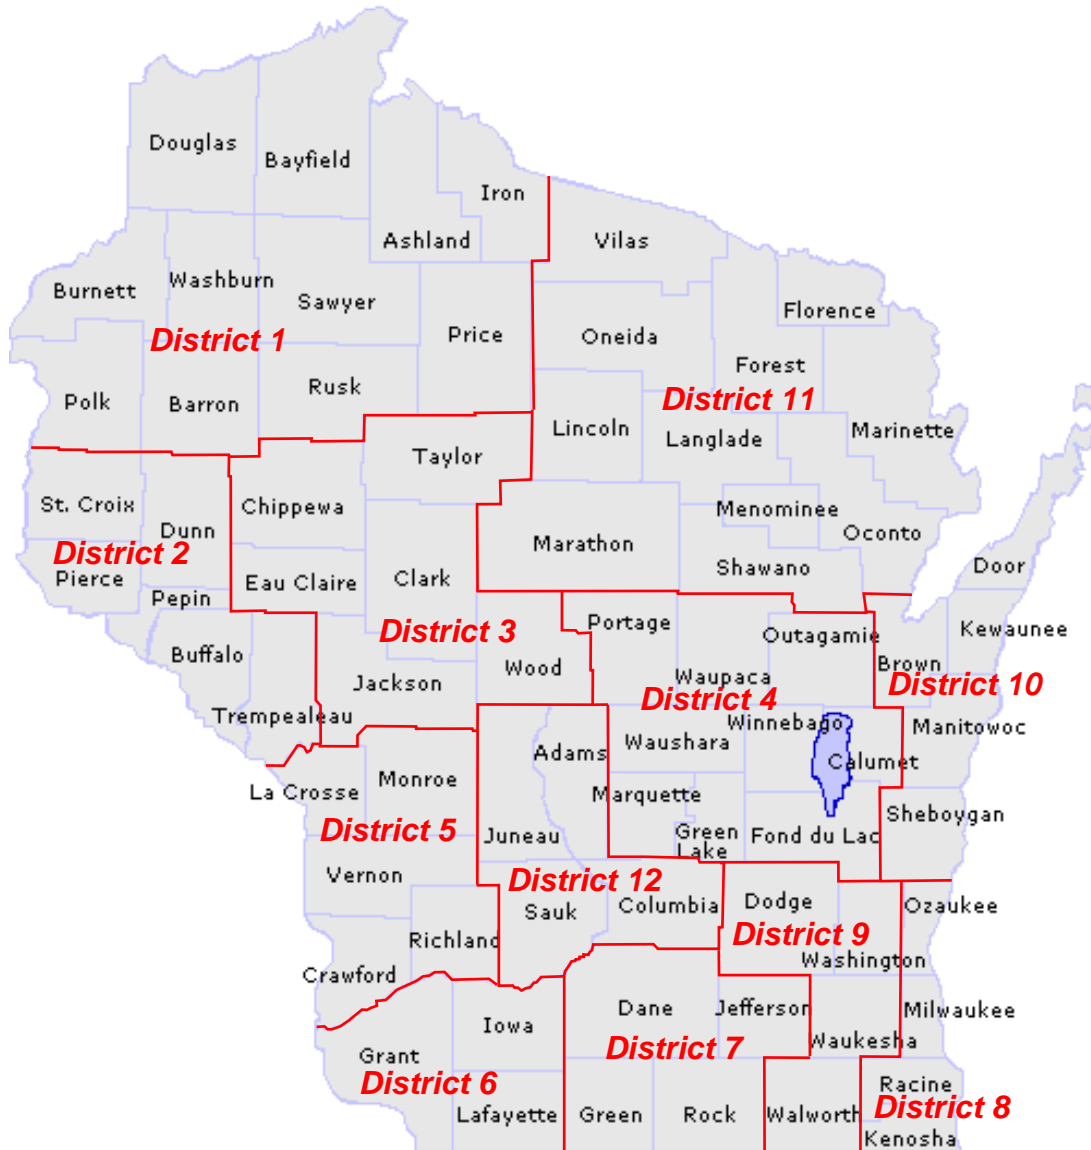 Douglas
Bayfield
Iron
Ashland
Vilas
Burnett
Washburn
Sawyer
Florence
District 1
Price
Oneida
Forest
Polk
Barron
Rusk
District 11
Lincoln
Langlade
Marinette
Taylor
St. Croix
Chippewa
Menominee
Dunn
Marathon
Oconto
District 2
Pierce
Eau Claire
Clark
Shawano
Door
Pepin
Portage
Outagamie
Kewaunee
District 3
Buffalo
Wood
Waupaca
Brown
District 10
Jackson
District 4
Trempealeau
Winnebago
Manitowoc
Adams
Waushara
Calumet
La Crosse
Monroe
Marquette
Sheboygan
District 5
Juneau
Green
Lake
Fond du Lac
Vernon
District 12
Sauk
Columbia
Dodge
Ozaukee
Richland
District 9
Washington
Crawford
Iowa
Dane
Jefferson
Milwaukee
Waukesha
Grant
District 7
District 6
Racine
Lafayette
Green
Rock
Walworth
District 8
Kenosha